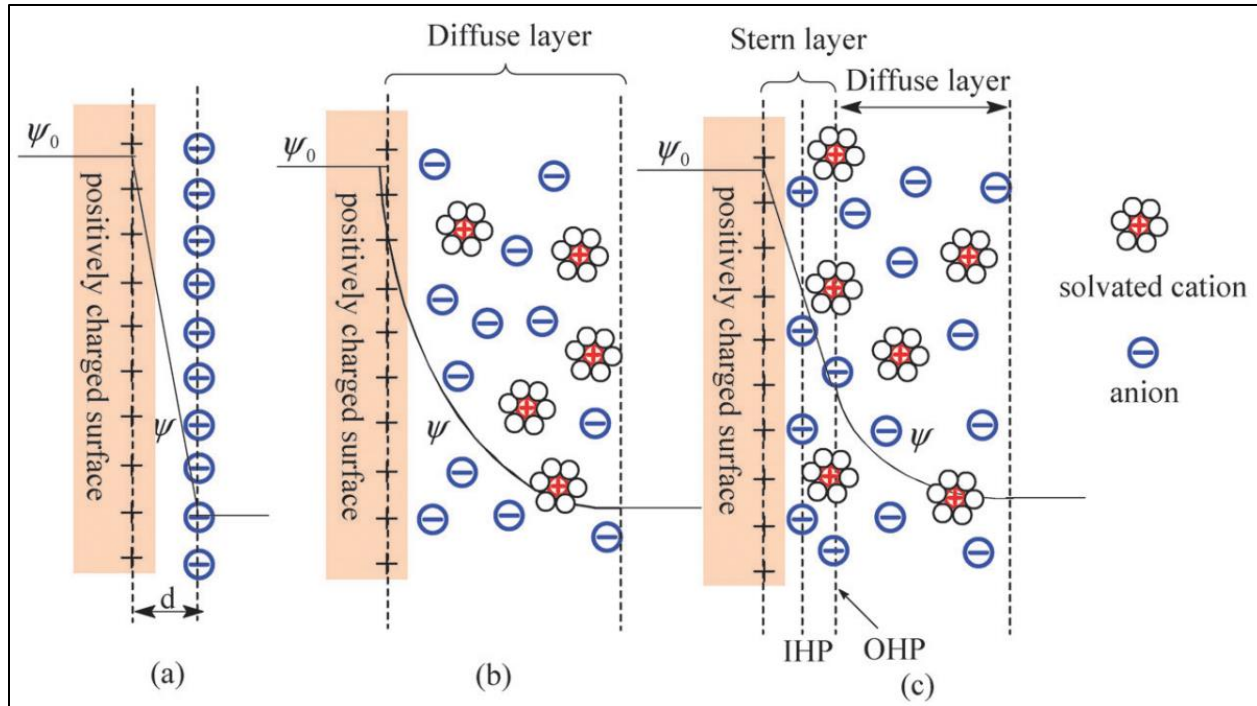 Diffuse layer
Stern layer
Diffuse layer
ψ₀
ψ₀
ψ₀
positively charged surface
positively charged surface
positively charged surface
ψ
ψ
ψ
solvated cation
anion
d
IHP
OHP
(a)
(b)
(c)